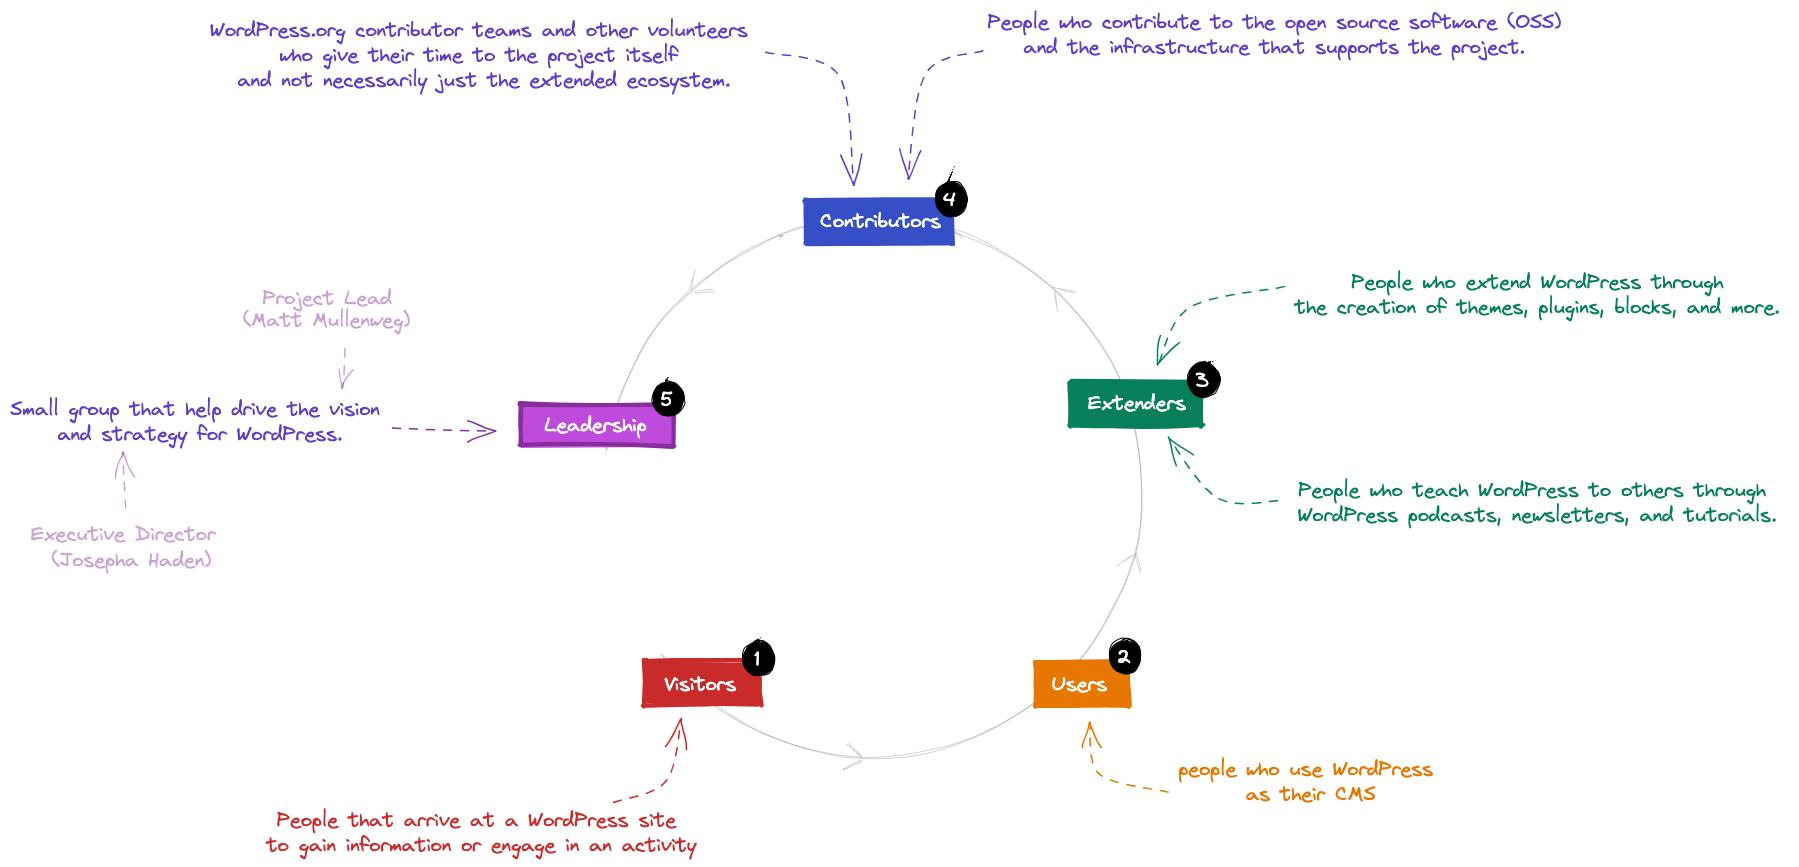 WordPress.org contributor teams and other volunteers
who give their time to the project itself
and not necessarily just the extended ecosystem.
People who contribute to the open source software (OSS)
and the infrastructure that supports the project.
4
Contributors
People who extend WordPress through
the creation of themes, plugins, blocks, and more.
3
Extenders
People who teach WordPress to others through
WordPress podcasts, newsletters, and tutorials.
Project Lead
(Matt Mullenweg)
Small group that help drive the vision
and strategy for WordPress.
Executive Director
(Josepha Haden)
5
Leadership
1
Visitors
People that arrive at a WordPress site
to gain information or engage in an activity
2
Users
people who use WordPress
as their CMS